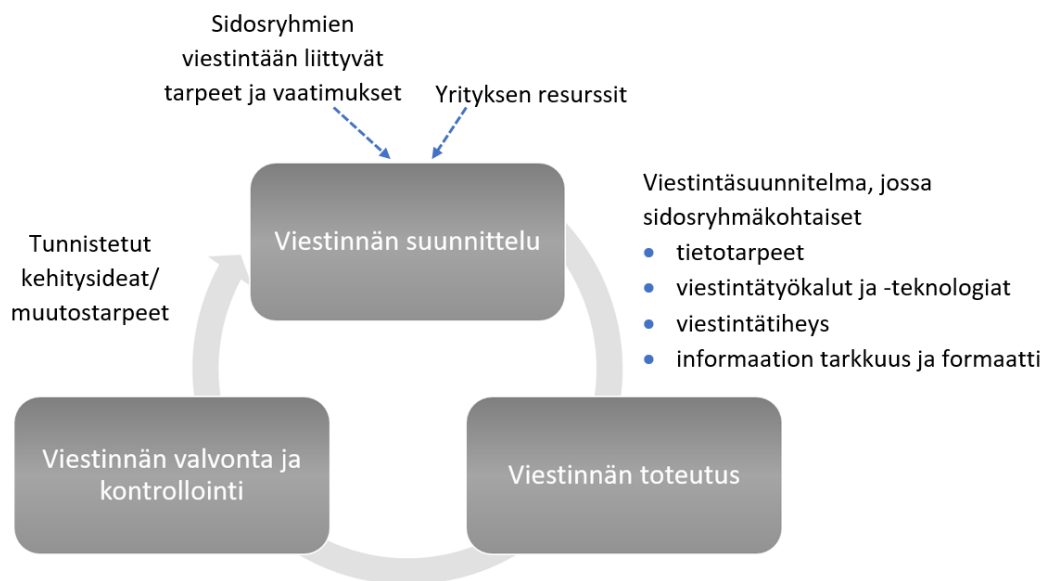 Sidosryhmien
viestintään liittyvät
tarpeet ja vaatimukset
Yrityksen resurssit
Viestinnän suunnittelu
Viestintäsuunnitelma, jossa
sidosryhmäkohtaiset
• tietotarpeet
• viestintätyökalut ja -teknologiat
• viestintätiheys
• informaation tarkkuus ja formaatti
Tunnistetut
kehitysideat/
muutostarpeet
Viestinnän valvonta ja
kontrollointi
Viestinnän toteutus